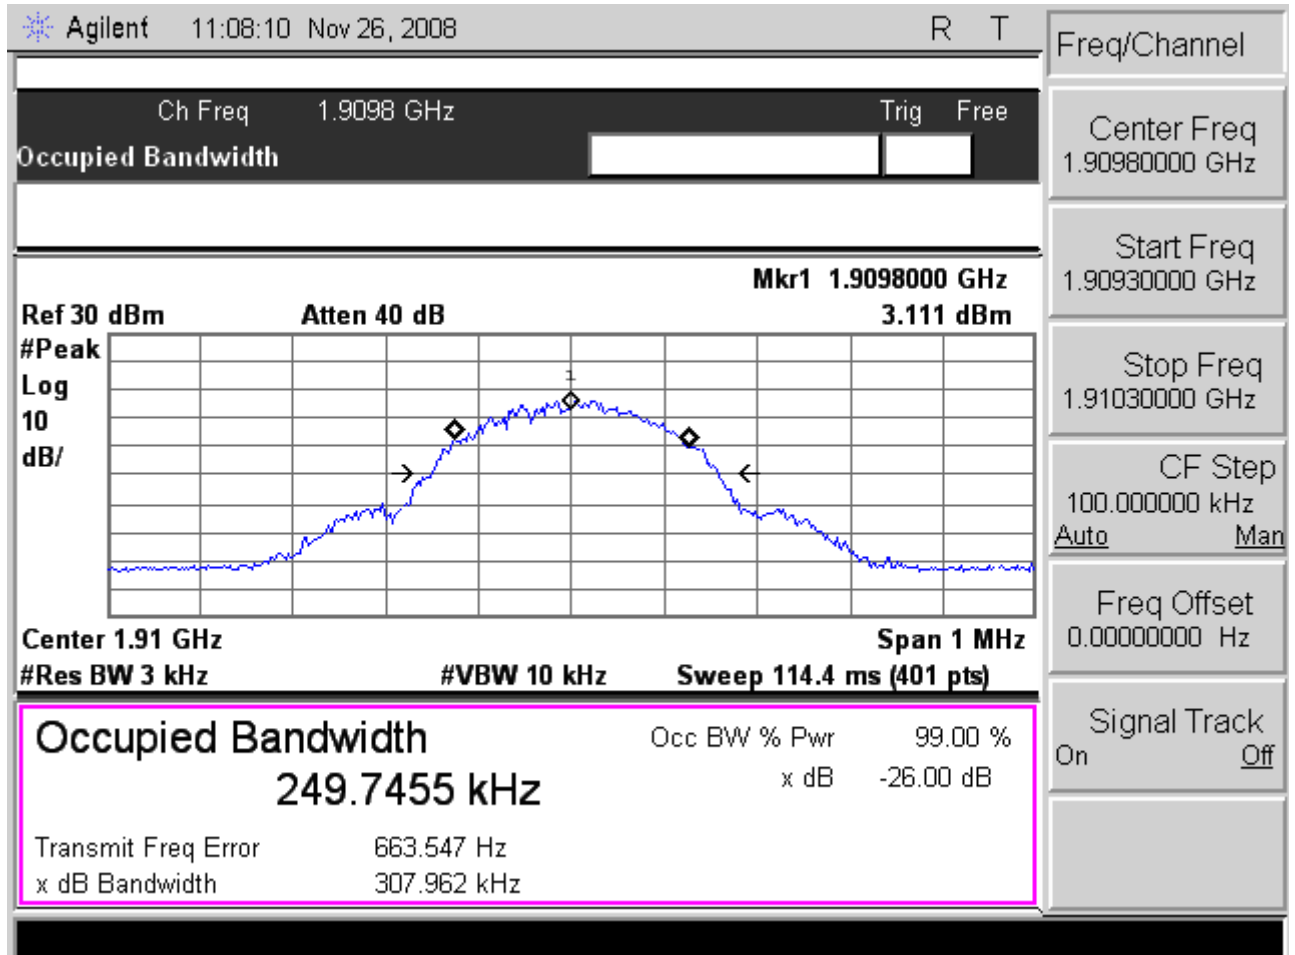 Agilent 11:08:10 Nov 26, 2008 R T
Freq/Channel
Ch Freq 1.9098 GHz Trig Free
Occupied Bandwidth
Center Freq
1.90980000 GHz
Start Freq
1.90930000 GHz
Stop Freq
1.91030000 GHz
CF Step
100.000000 kHz
Auto Man
Freq Offset
0.00000000 Hz
Signal Track
On Off
Mkr1 1.9098000 GHz
Ref 30 dBm Atten 40 dB 3.111 dBm
#Peak
Log
10
dB/
1
Center 1.91 GHz Span 1 MHz
#Res BW 3 kHz #VBW 10 kHz Sweep 114.4 ms (401 pts)
Occupied Bandwidth Occ BW % Pwr 99.00 %
249.7455 kHz x dB -26.00 dB
Transmit Freq Error 663.547 Hz
x dB Bandwidth 307.962 kHz